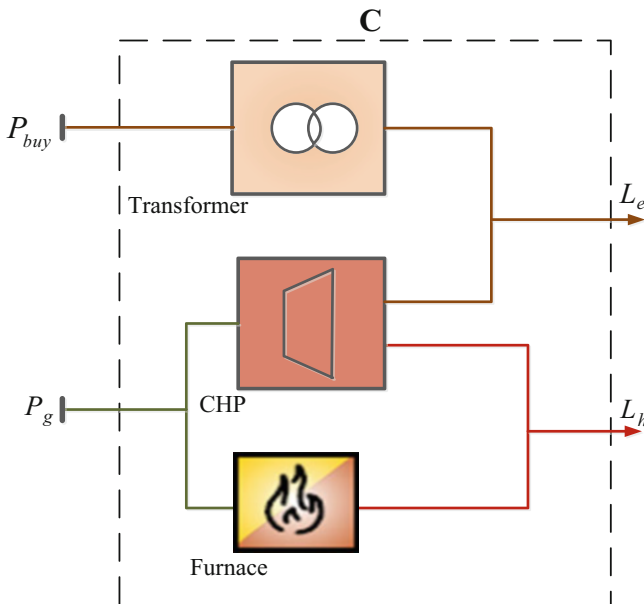 C
P_buy
Transformer
L_e
P_g
CHP
L_h
Furnace